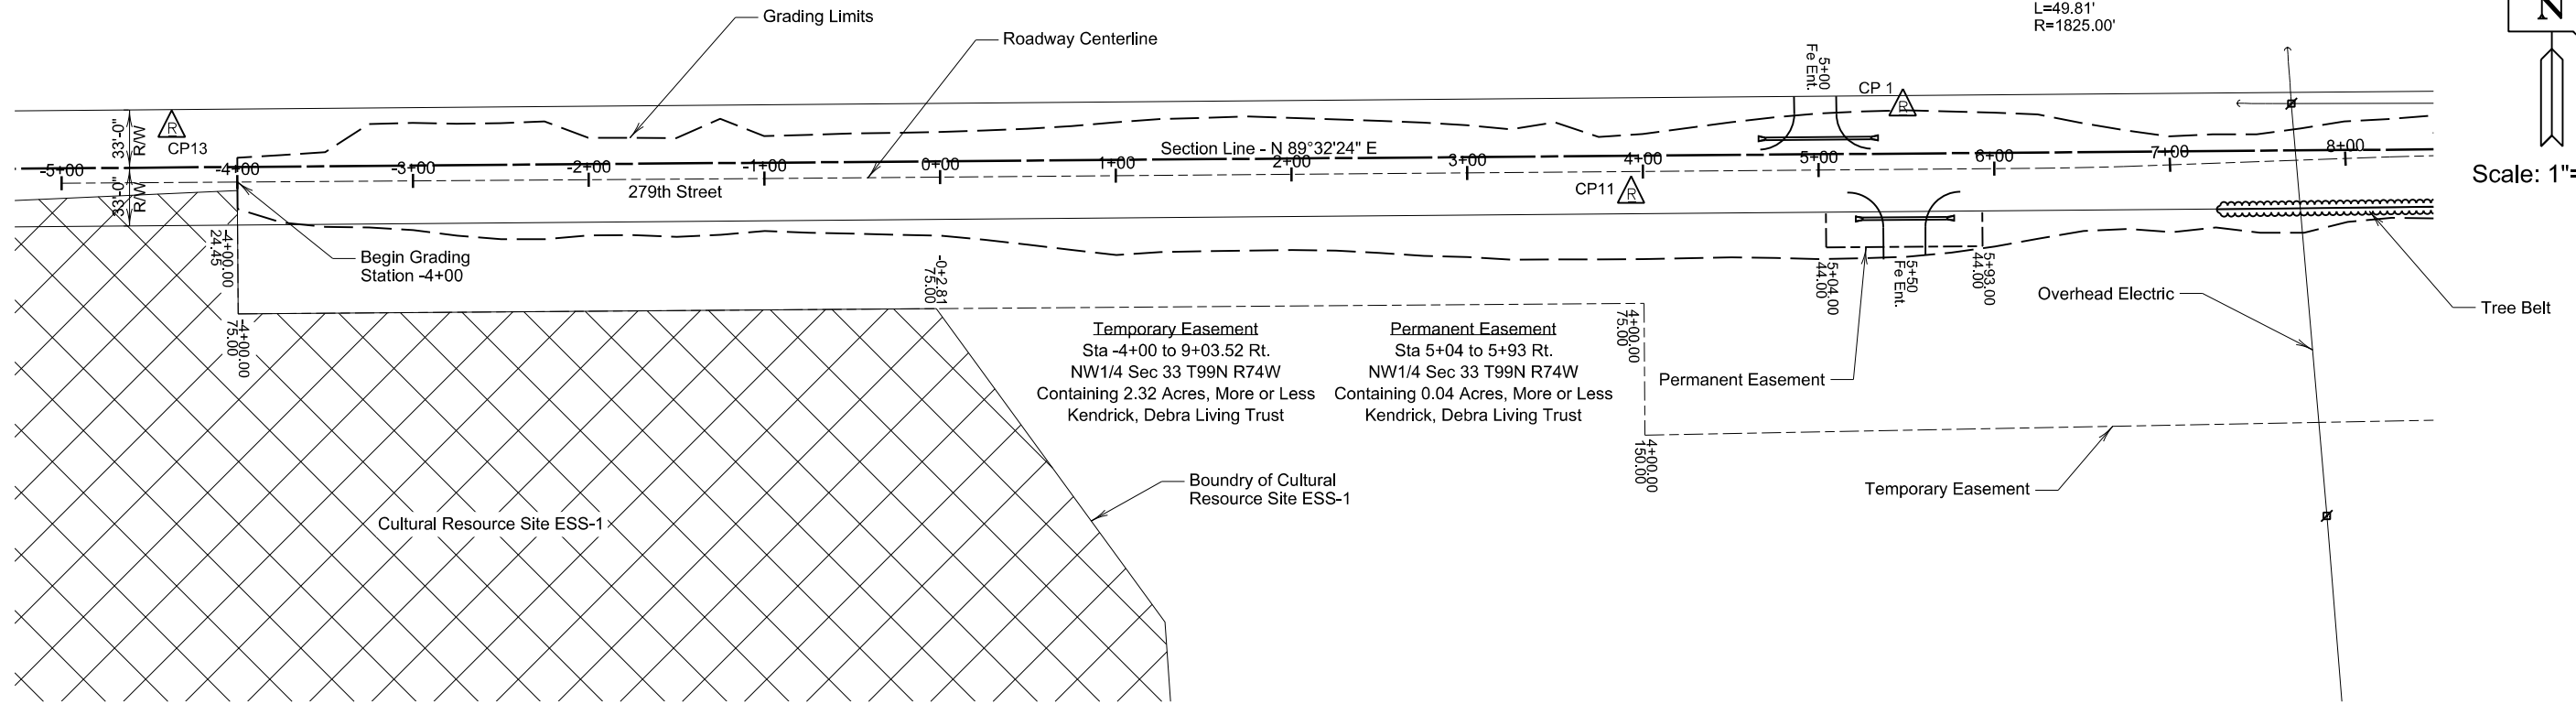 Grading Limits
Roadway Centerline
L=49.81'
R=1825.00'
N
5+00
Fe Ent.
CP 1
33'-0"
R/W
CP13
Section Line - N 89°32'24" E
-5+00
-4+00
-3+00
-2+00
-1+00
0+00
1+00
2+00
3+00
4+00
5+00
6+00
7+00
8+00
Scale: 1"=
33'-0"
R/W
279th Street
CP11
-4+00.00
24.45
Begin Grading
Station -4+00
-0+2.81
75.00
5+04.00
44.00
5+50
Fe Ent.
5+93.00
44.00
Overhead Electric
Tree Belt
-4+00.00
75.00
Temporary Easement
Sta -4+00 to 9+03.52 Rt.
NW1/4 Sec 33 T99N R74W
Containing 2.32 Acres, More or Less
Kendrick, Debra Living Trust
Permanent Easement
Sta 5+04 to 5+93 Rt.
NW1/4 Sec 33 T99N R74W
Containing 0.04 Acres, More or Less
Kendrick, Debra Living Trust
4+00.00
75.00
Permanent Easement
4+00.00
150.00
Boundry of Cultural
Resource Site ESS-1
Temporary Easement
Cultural Resource Site ESS-1
R
R
R